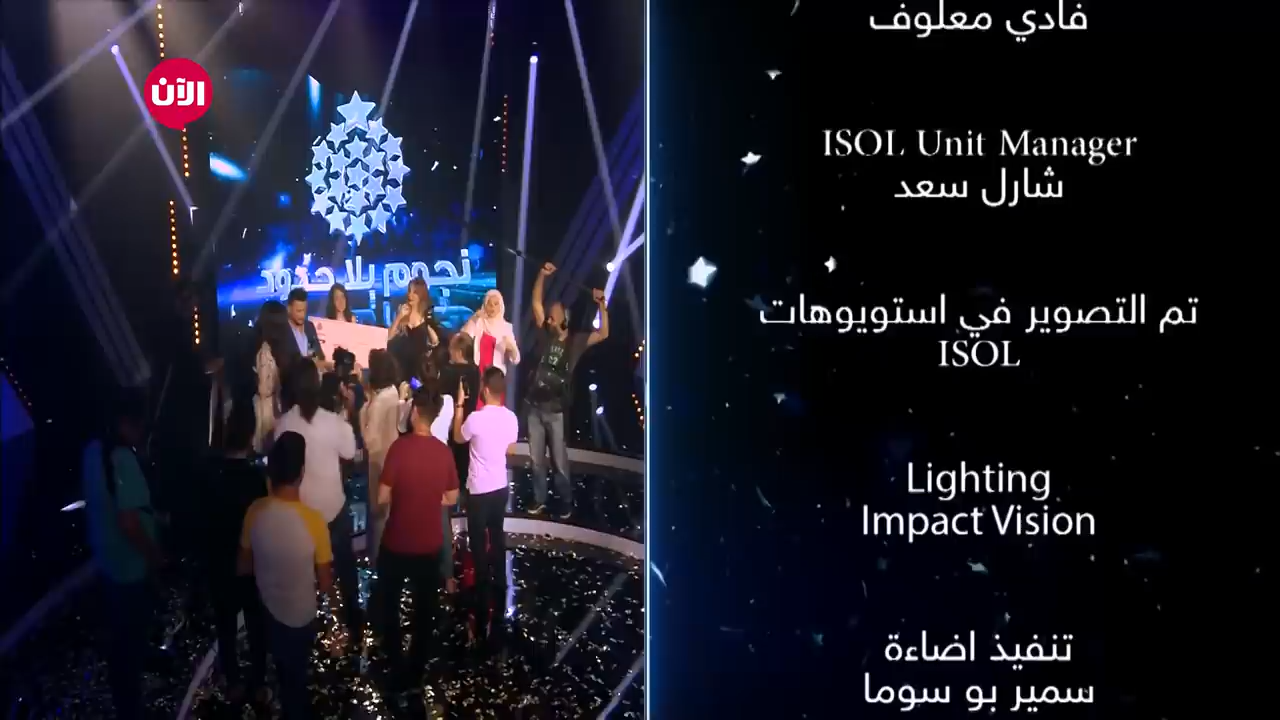 الآن
نجوم بلا حدود
فادي معلوف
ISOL Unit Manager
شارل سعد
تم التصوير في استويوهات
ISOL
Lighting
Impact Vision
تنفيذ اضاءة
سمير بو سوما